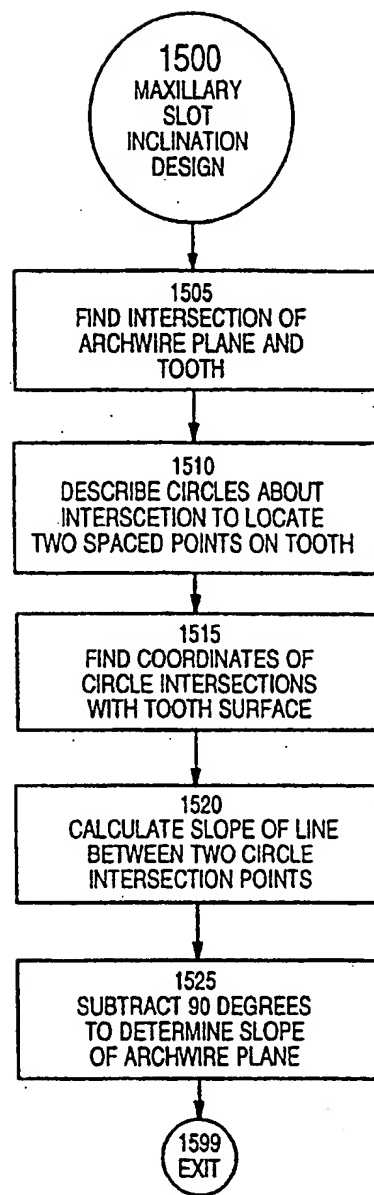 1500
MAXILLARY
SLOT
INCLINATION
DESIGN
1505
FIND INTERSECTION OF
ARCHWIRE PLANE AND
TOOTH
1510
DESCRIBE CIRCLES ABOUT
INTERSCETION TO LOCATE
TWO SPACED POINTS ON TOOTH
1515
FIND COORDINATES OF
CIRCLE INTERSECTIONS
WITH TOOTH SURFACE
1520
CALCULATE SLOPE OF LINE
BETWEEN TWO CIRCLE
INTERSECTION POINTS
1525
SUBTRACT 90 DEGREES
TO DETERMINE SLOPE
OF ARCHWIRE PLANE
1599
EXIT